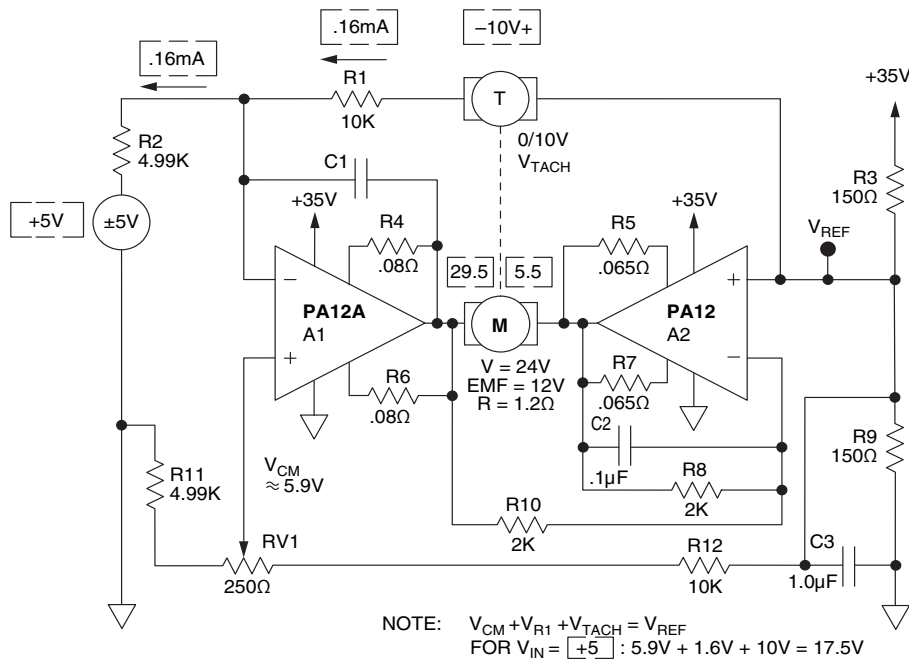 .16mA
–10V+
.16mA
R1
10K
T
0/10V
VTACH
+35V
R2
4.99K
C1
R3
150Ω
+5V
±5V
+35V
R4
.08Ω
R5
.065Ω
+35V
VREF
29.5
5.5
–
PA12A
A1
+
M
+
PA12
A2
–
V = 24V
EMF = 12V
R = 1.2Ω
R6
.08Ω
R7
.065Ω
C2
.1µF
R9
150Ω
R11
4.99K
VCM
≈ 5.9V
R8
2K
R10
2K
RV1
250Ω
R12
10K
C3
1.0µF
NOTE: VCM +VR1 +VTACH = VREF
FOR VIN = +5 : 5.9V + 1.6V + 10V = 17.5V